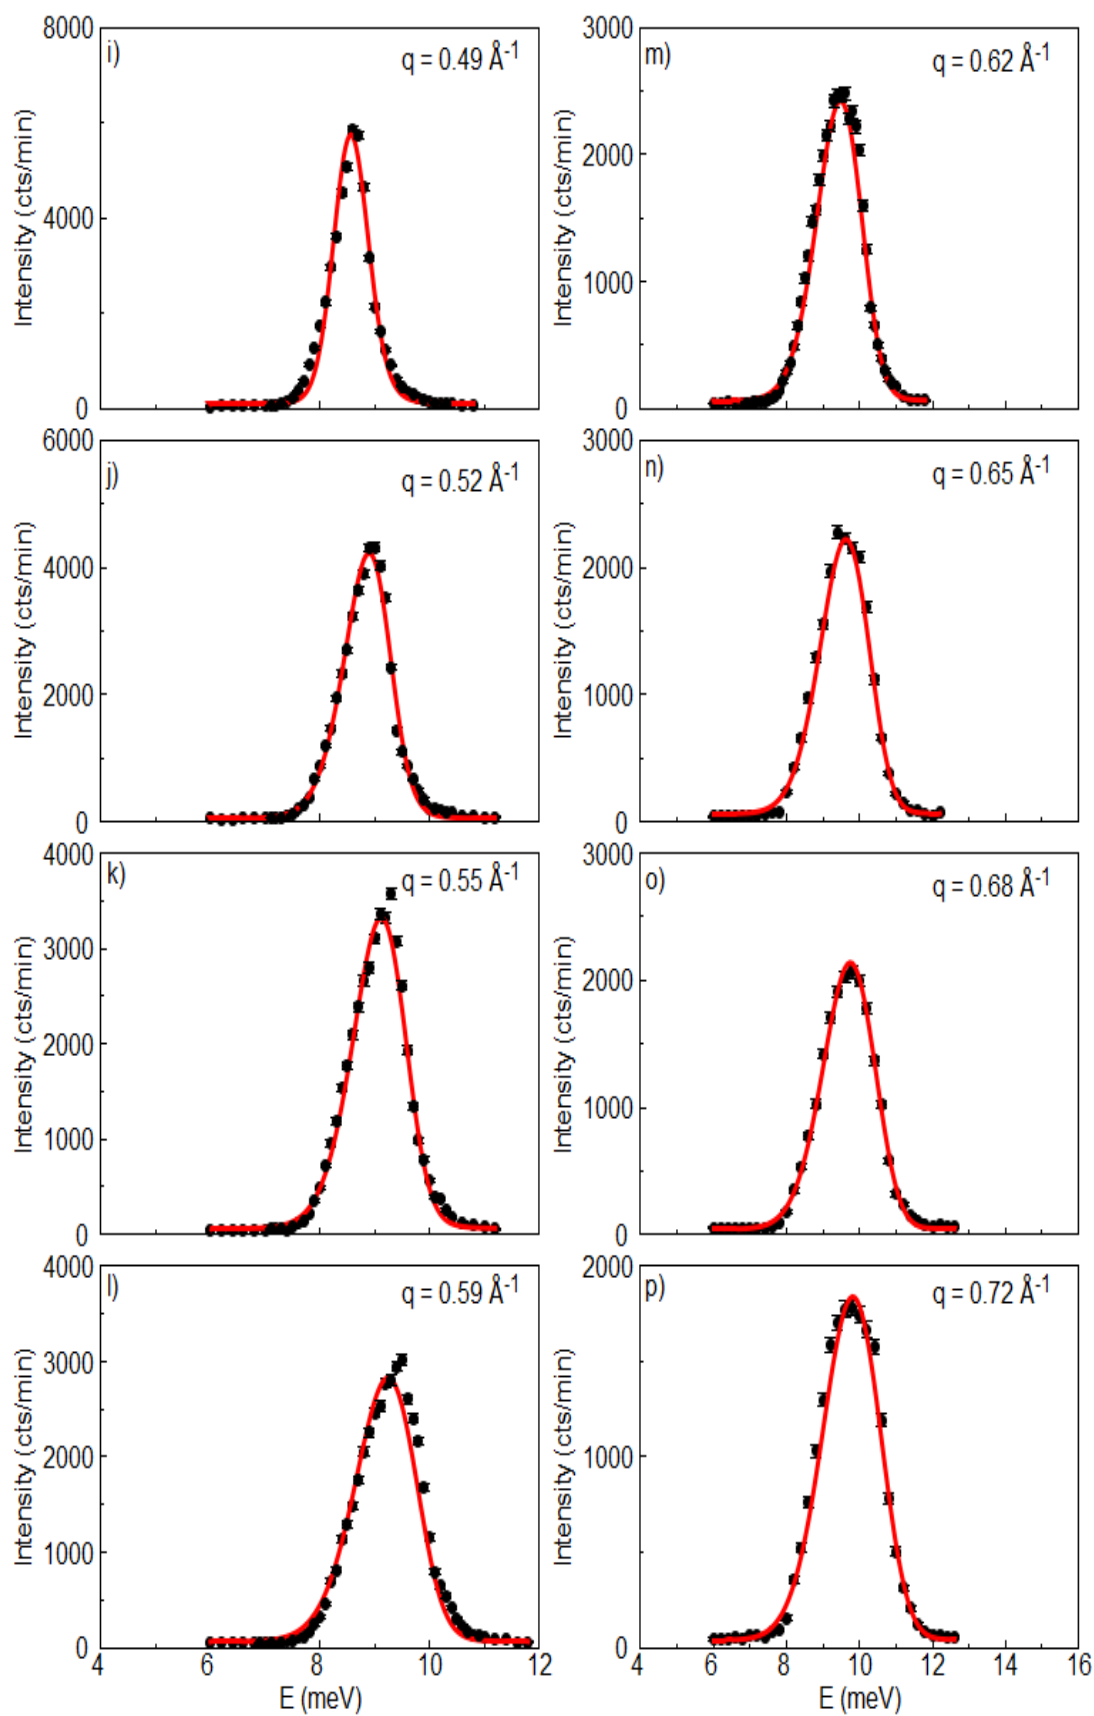 8000
i)
q = 0.49 Å-1
4000
0
Intensity (cts/min)
3000
m)
q = 0.62 Å-1
2000
1000
0
Intensity (cts/min)
6000
j)
q = 0.52 Å-1
4000
2000
0
Intensity (cts/min)
3000
n)
q = 0.65 Å-1
2000
1000
0
Intensity (cts/min)
4000
k)
q = 0.55 Å-1
3000
2000
1000
0
Intensity (cts/min)
3000
o)
q = 0.68 Å-1
2000
1000
0
Intensity (cts/min)
4000
l)
q = 0.59 Å-1
3000
2000
1000
0
Intensity (cts/min)
4 6 8 10 12
E (meV)
2000
p)
q = 0.72 Å-1
1000
0
Intensity (cts/min)
4 6 8 10 12 14 16
E (meV)